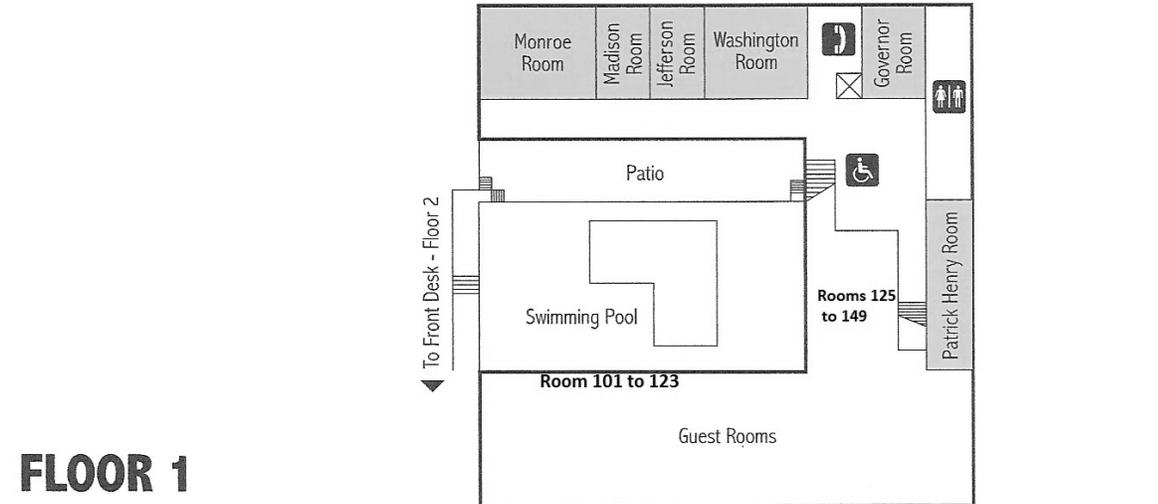 Monroe
Room
Madison
Room
Jefferson
Room
Washington
Room
Governor
Room
Patio
To Front Desk - Floor 2
Swimming Pool
Rooms 125
to 149
Patrick Henry Room
Room 101 to 123
Guest Rooms
FLOOR 1